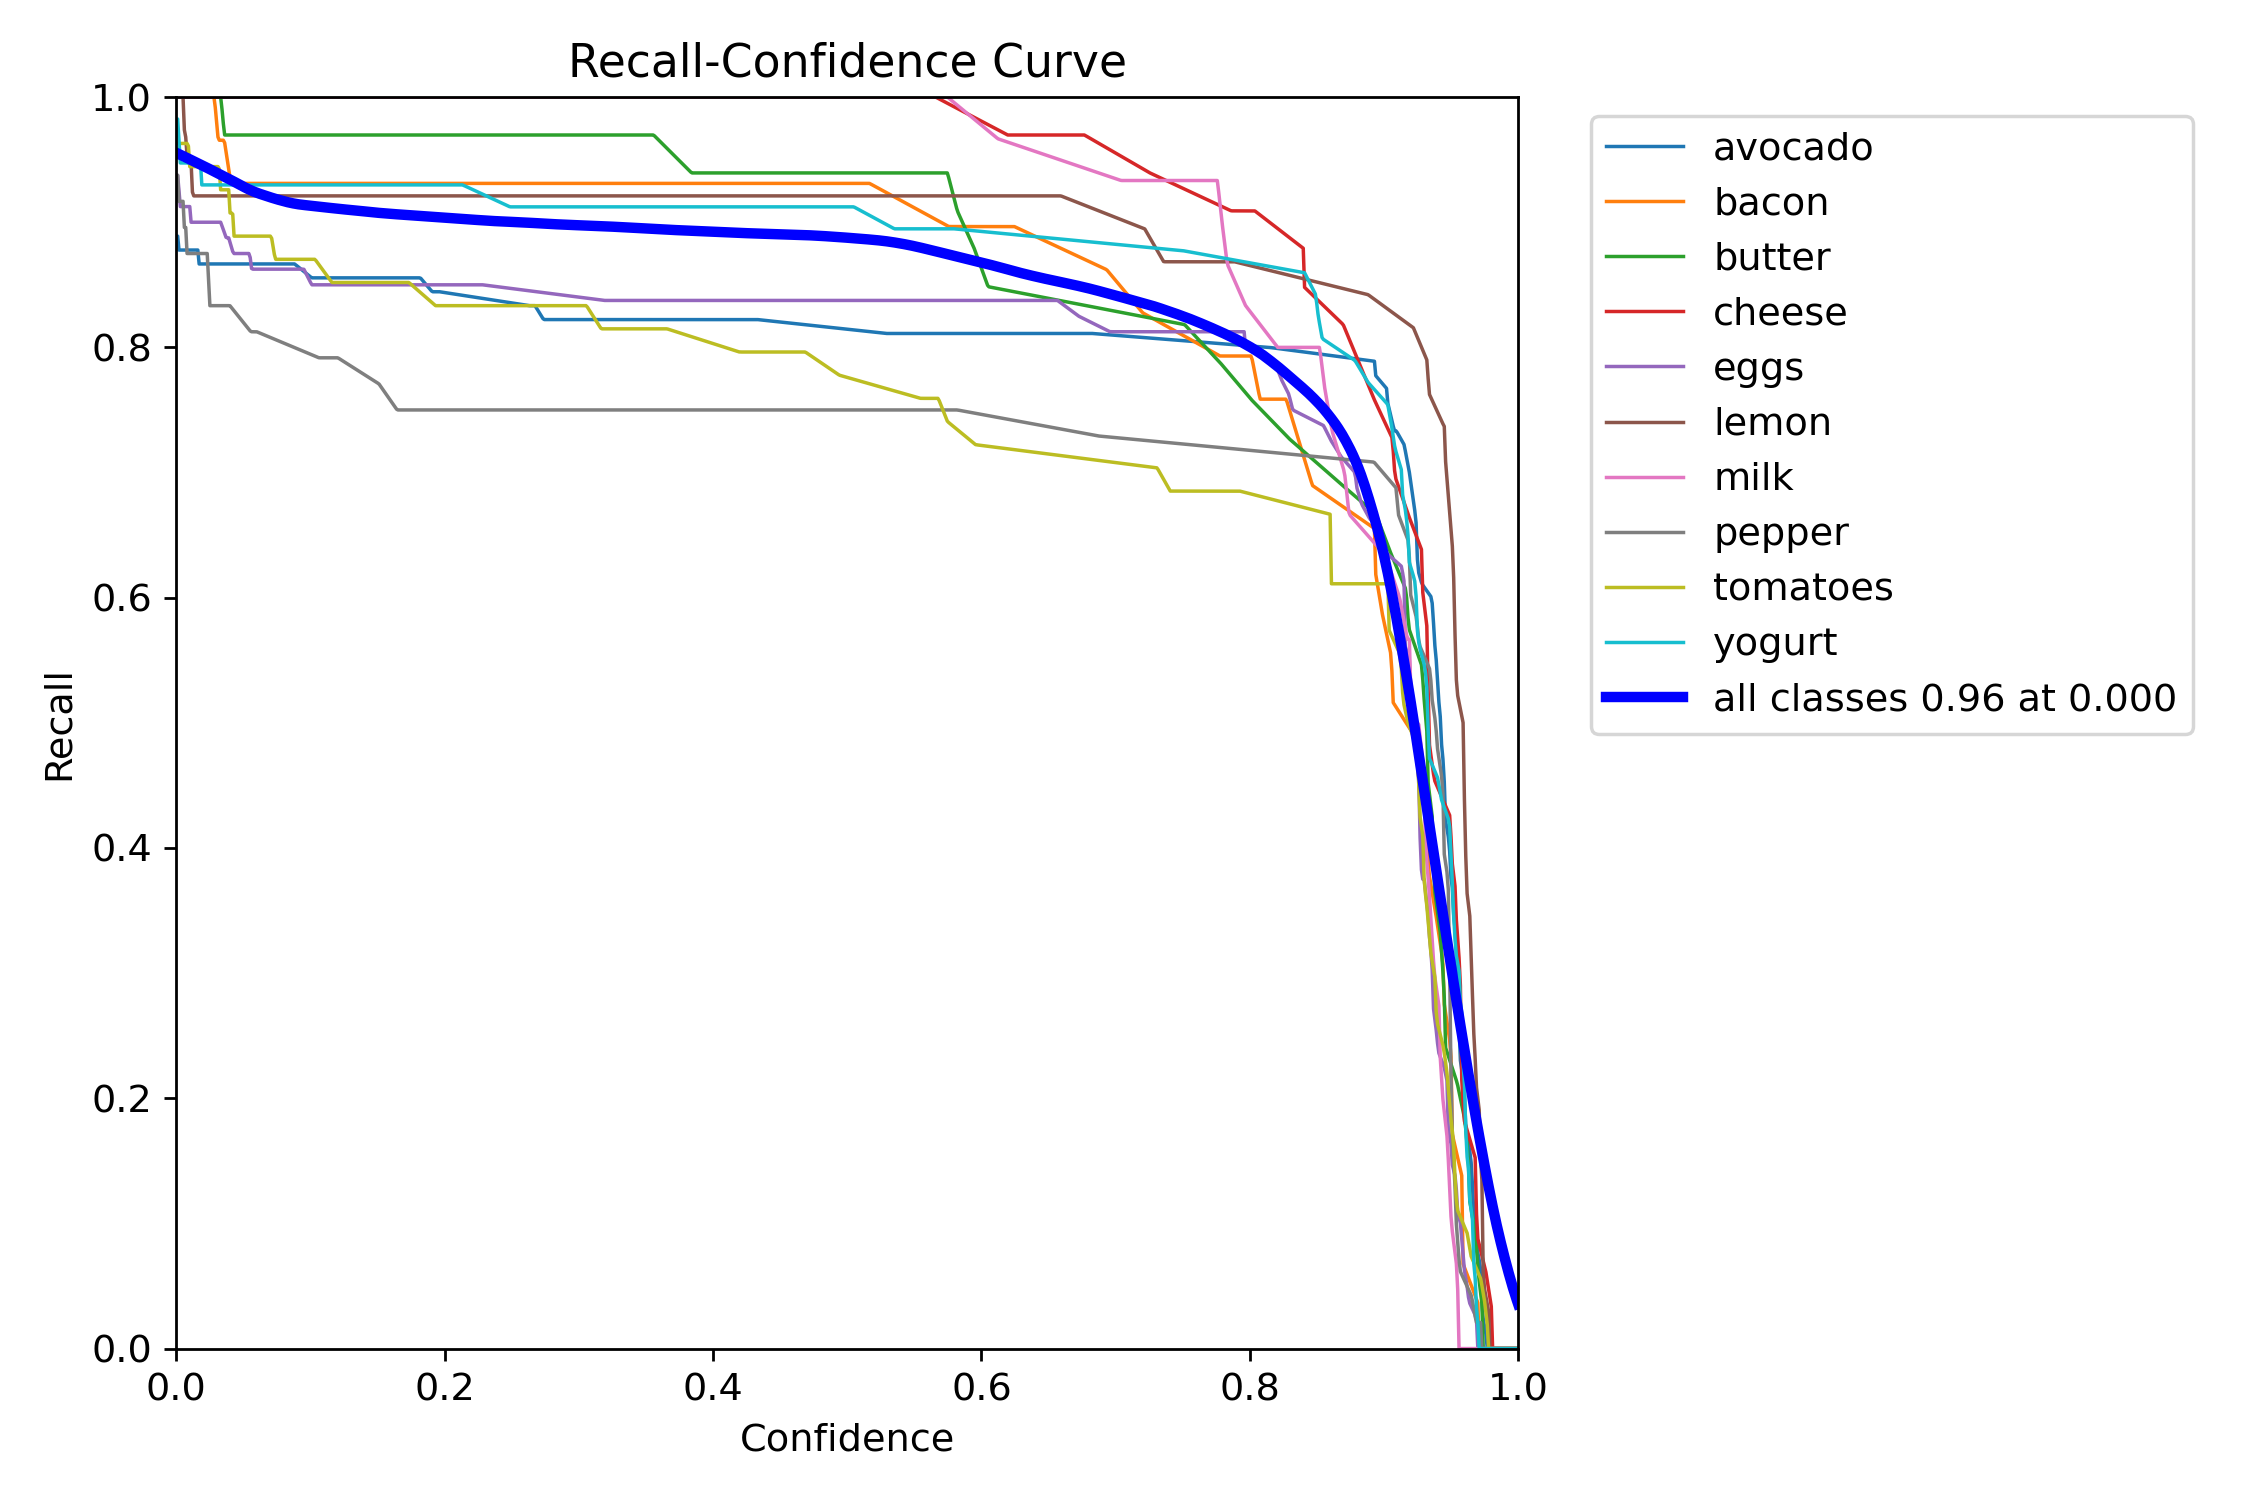 Recall-Confidence Curve
1.0
0.8
0.6
0.4
0.2
0.0
Recall
0.0 0.2 0.4 0.6 0.8 1.0
Confidence
avocado
bacon
butter
cheese
eggs
lemon
milk
pepper
tomatoes
yogurt
all classes 0.96 at 0.000